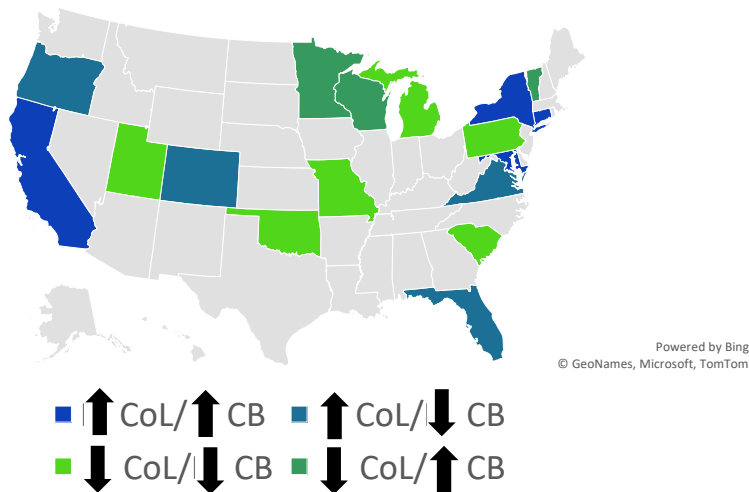 Powered by Bing
© GeoNames, Microsoft, TomTom
CoL/ CB CoL/ CB
CoL/ CB CoL/ CB